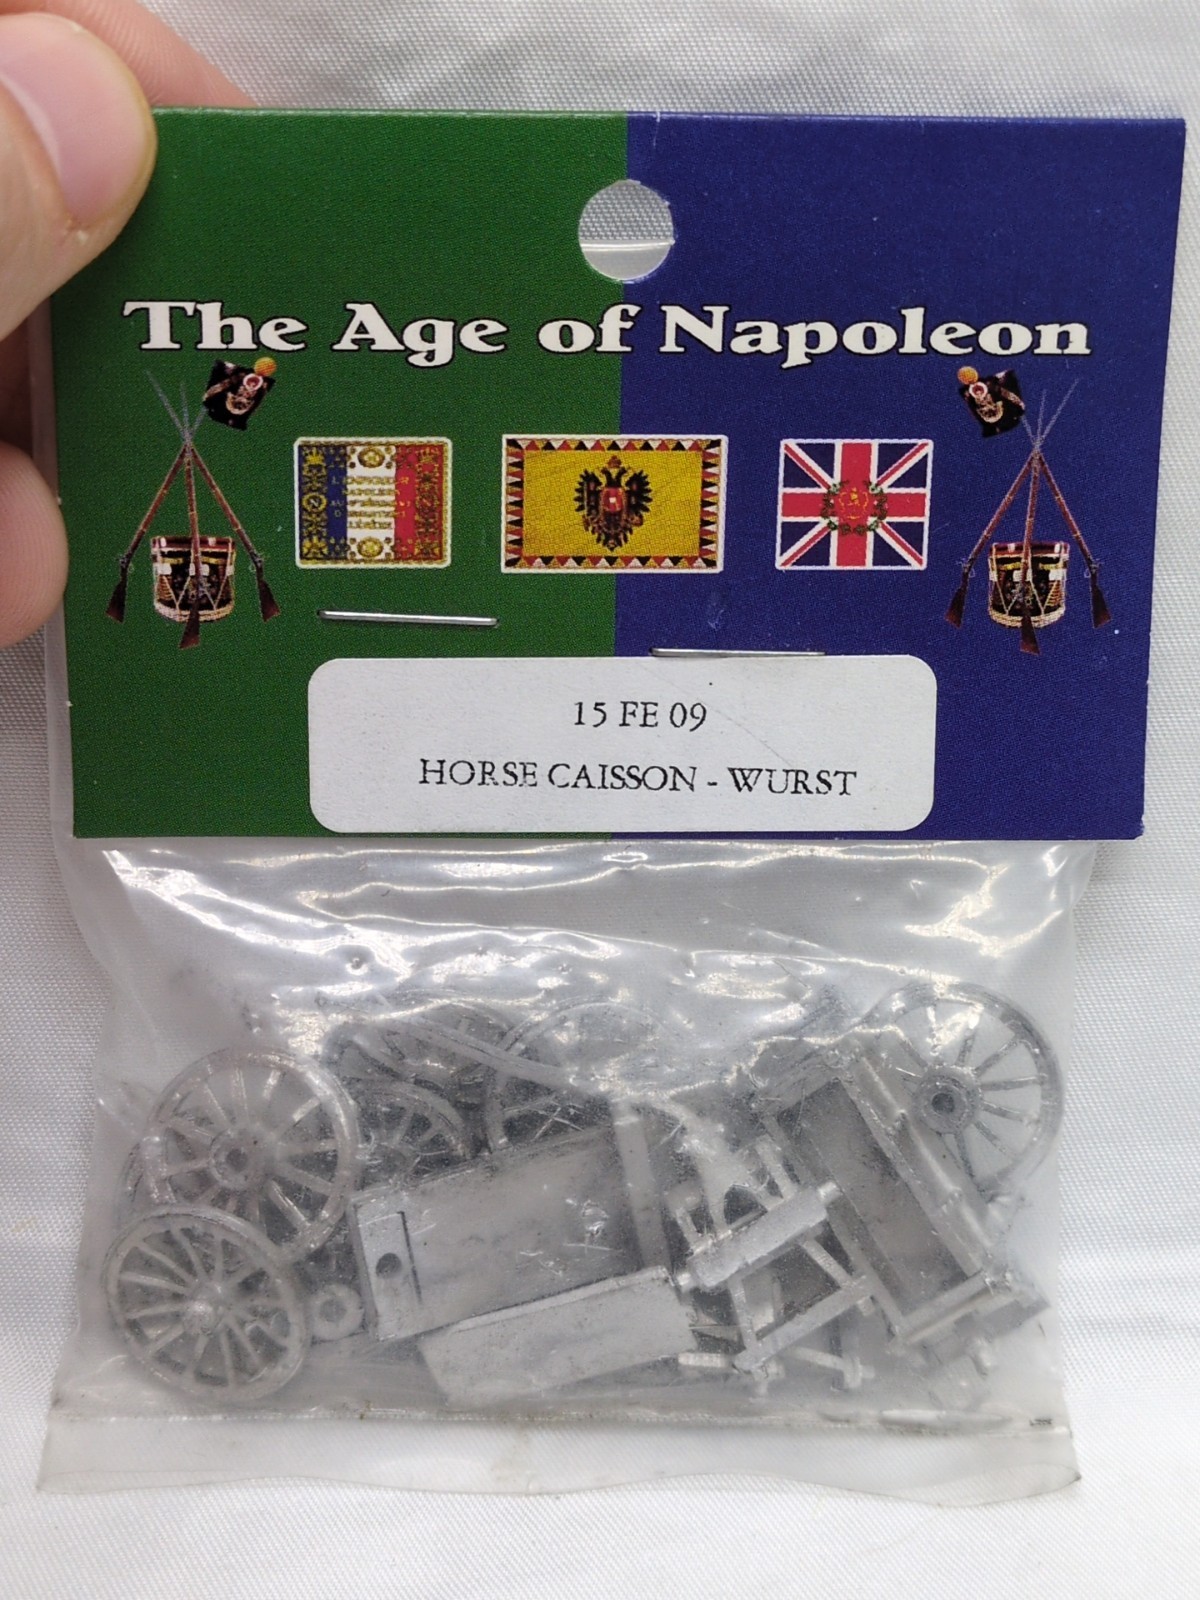 The Age of Napoleon
15 FE 09
HORSE CAISSON - WURST